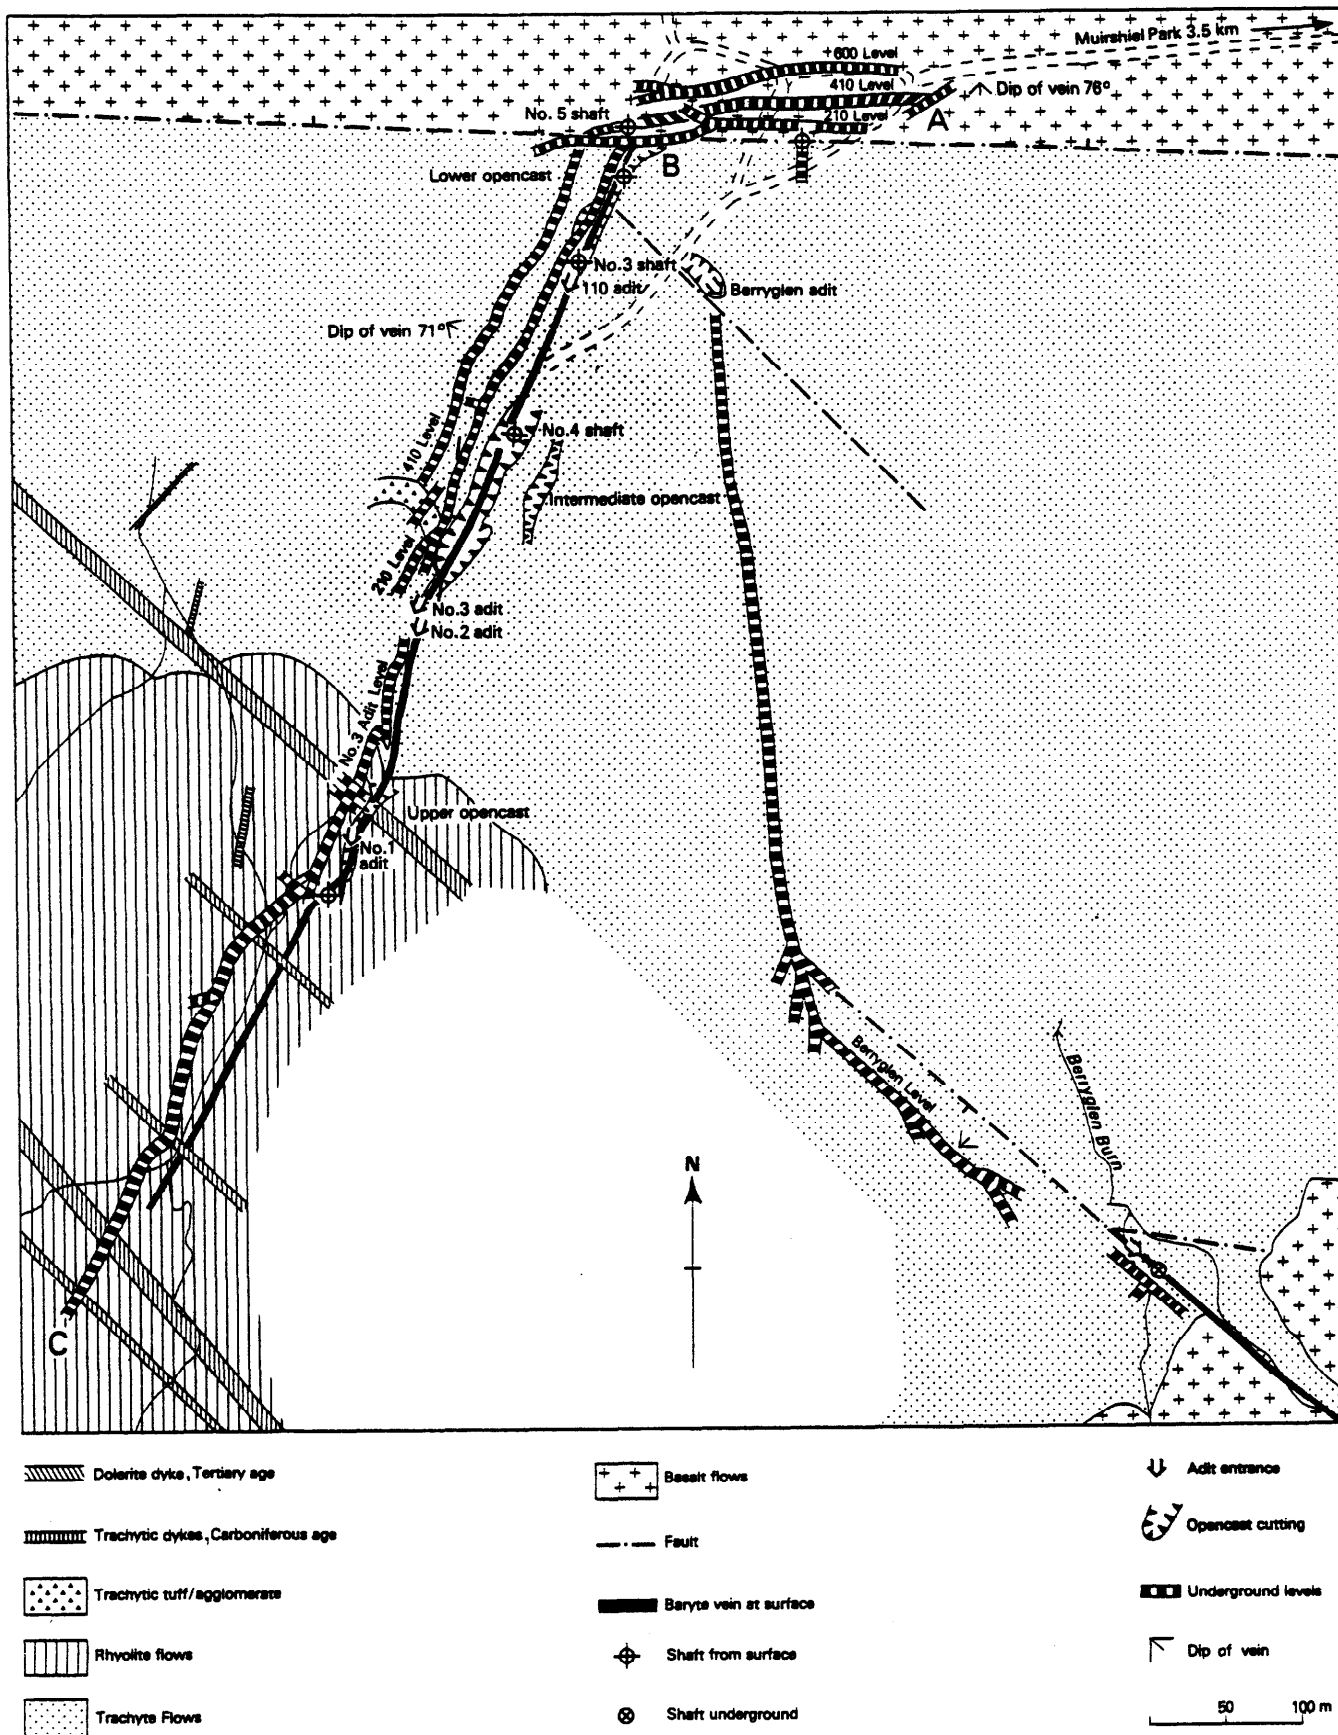 Muirshiel Park 3.5 km
600 Level
410 Level
Dip of vein 76°
210 Level
A
No. 5 shaft
B
Lower opencast
No.3 shaft
110 adit
Berryglen adit
Dip of vein 71°
410 Level
No.4 shaft
Intermediate opencast
210 Level
No.3 adit
No.2 adit
No.3 Adit Level
Upper opencast
No.1
adit
Berryglen Level
Berryglen Burn
N
C
Dolerite dyke, Tertiary age
Trachytic dykes, Carboniferous age
Trachytic tuff/agglomerate
Rhyolite flows
Trachyte Flows
Basalt flows
Fault
Baryte vein at surface
Shaft from surface
Shaft underground
Adit entrance
Opencast cutting
Underground levels
Dip of vein
50 100 m